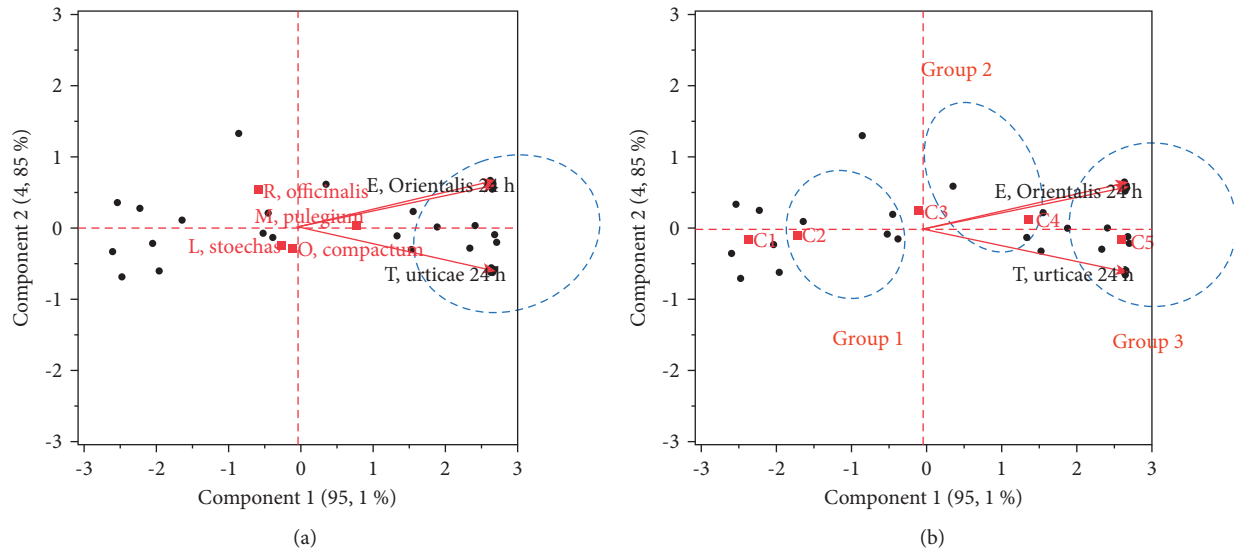 3
2
1
0
-1
-2
-3
Component 2 (4, 85 %)
E, Orientalis 24 h
R, officinalis
M, pulegium
L, stoechas
O, compactum
T, urticae 24 h
-3 -2 -1 0 1 2 3
Component 1 (95, 1 %)
(a)
3
2
1
0
-1
-2
-3
Component 2 (4, 85 %)
Group 2
E, Orientalis 24 h
C3
C4
C1
C2
C5
T, urticae 24 h
Group 1
Group 3
-3 -2 -1 0 1 2 3
Component 1 (95, 1 %)
(b)